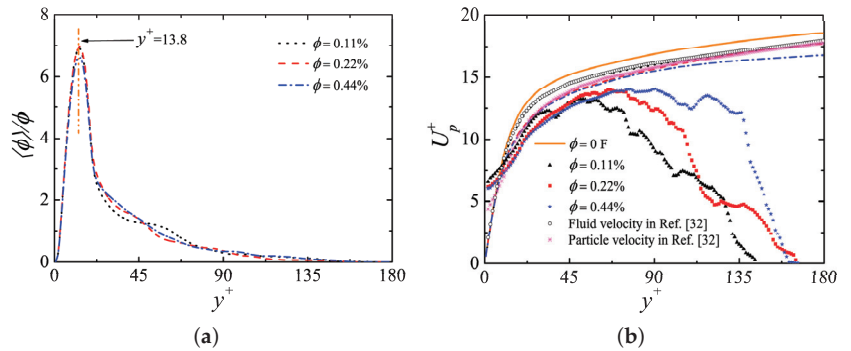 8
6
4
2
0
⟨ϕ⟩/ϕ
y⁺=13.8
ϕ = 0.11%
ϕ = 0.22%
ϕ = 0.44%
0 45 90 135 180
y⁺
(a)
20
15
10
5
0
Uₚ⁺
ϕ = 0 F
ϕ = 0.11%
ϕ = 0.22%
ϕ = 0.44%
Fluid velocity in Ref. [32]
Particle velocity in Ref. [32]
0 45 90 135 180
y⁺
(b)